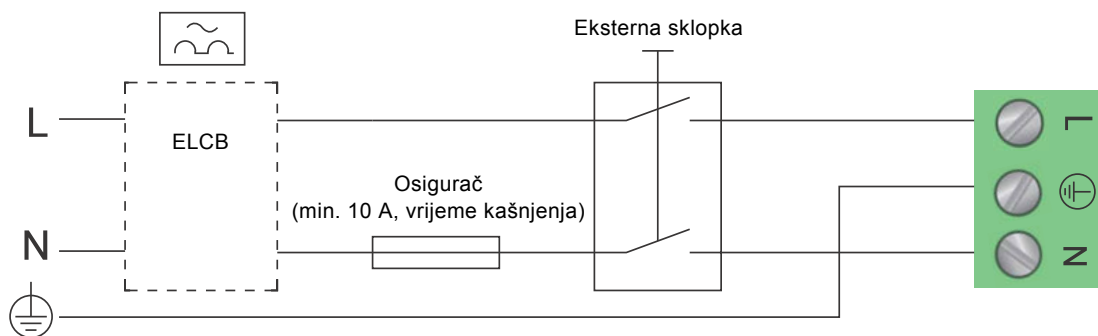 Eksterna sklopka
L
ELCB
L
Osigurač
(min. 10 A, vrijeme kašnjenja)
N
N